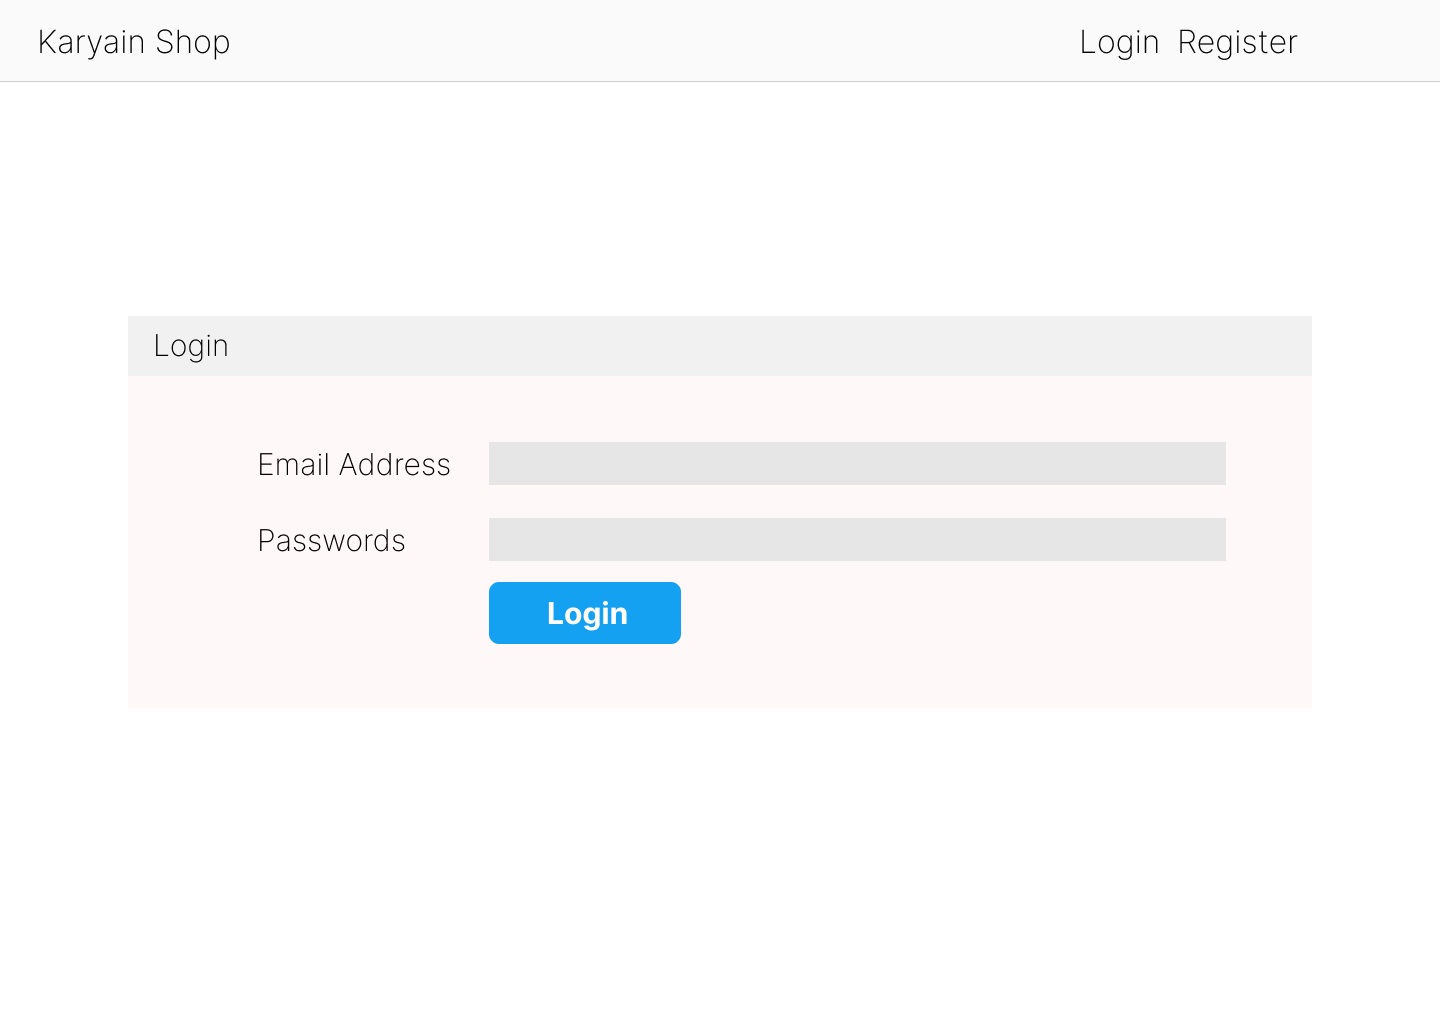 Karyain Shop
Login Register
Login
Email Address
Passwords
Login